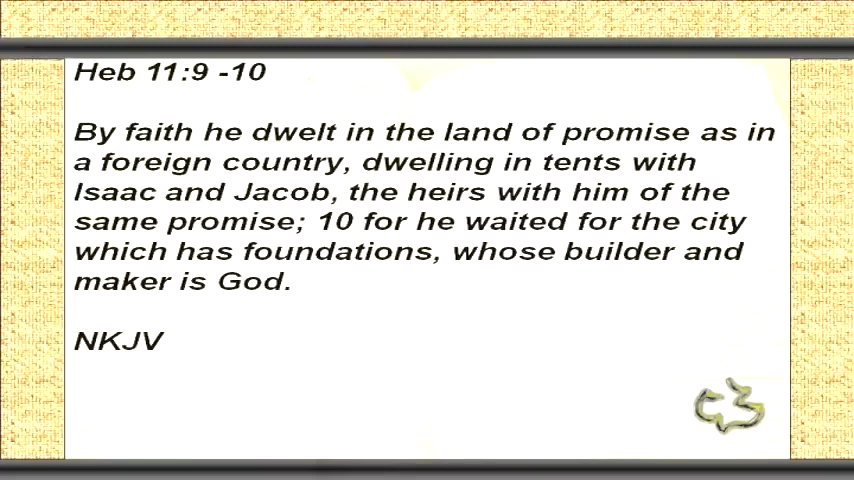 Heb 11:9 -10
By faith he dwelt in the land of promise as in
a foreign country, dwelling in tents with
Isaac and Jacob, the heirs with him of the
same promise; 10 for he waited for the city
which has foundations, whose builder and
maker is God.
NKJV